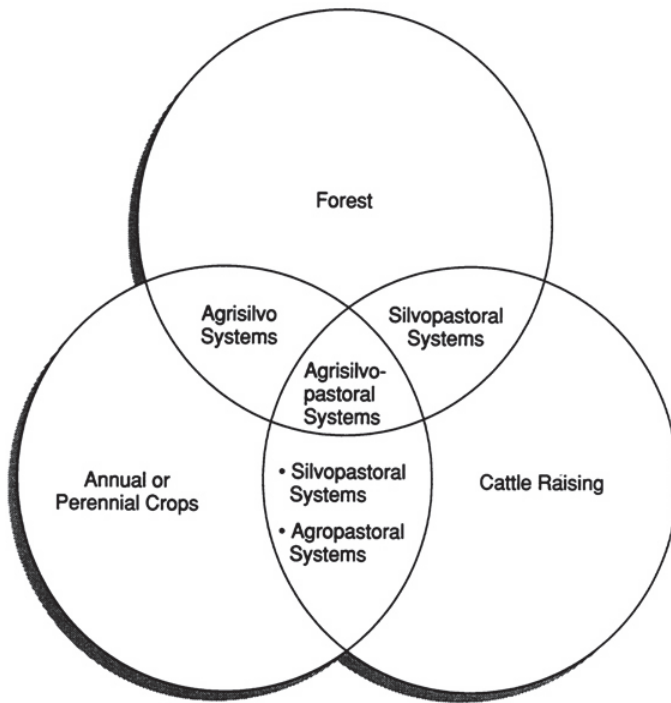 Forest
Agrisilvo
Systems
Silvopastoral
Systems
Agrisilvo-
pastoral
Systems
Annual or
Perennial Crops
• Silvopastoral
Systems
• Agropastoral
Systems
Cattle Raising